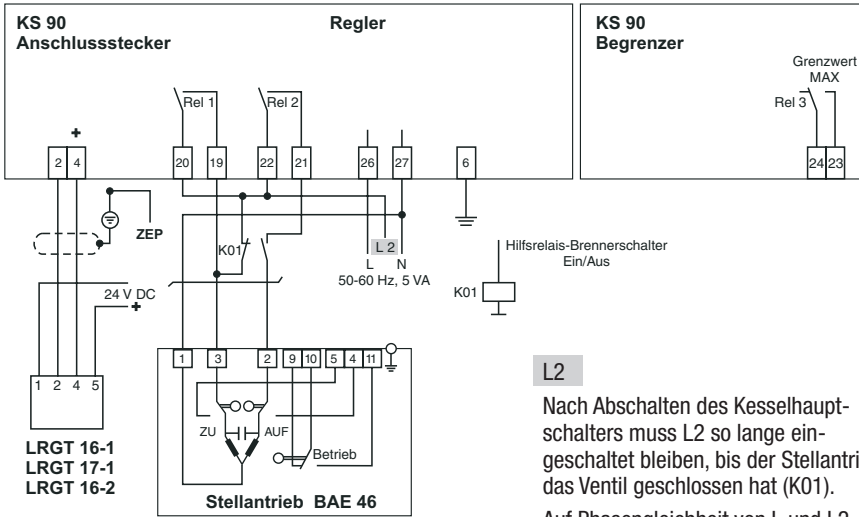 KS 90
Anschlussstecker
Regler
KS 90
Begrenzer
Grenzwert
MAX
Rel 1
Rel 2
Rel 3
+
2 4 20 19 22 21 26 27 6
24 23
ZEP
K01
L 2
L N
50-60 Hz, 5 VA
Hilfsrelais-Brennerschalter
Ein/Aus
K01
24 V DC
+
1 2 4 5
LRGT 16-1
LRGT 17-1
LRGT 16-2
1 3 2 9 10 5 4 11
ZU
AUF
Betrieb
Stellantrieb BAE 46
L2
Nach Abschalten des Kesselhaupt-
schalters muss L2 so lange ein-
geschaltet bleiben, bis der Stellantri
das Ventil geschlossen hat (K01).
Auf Phasengleichheit von L und L2